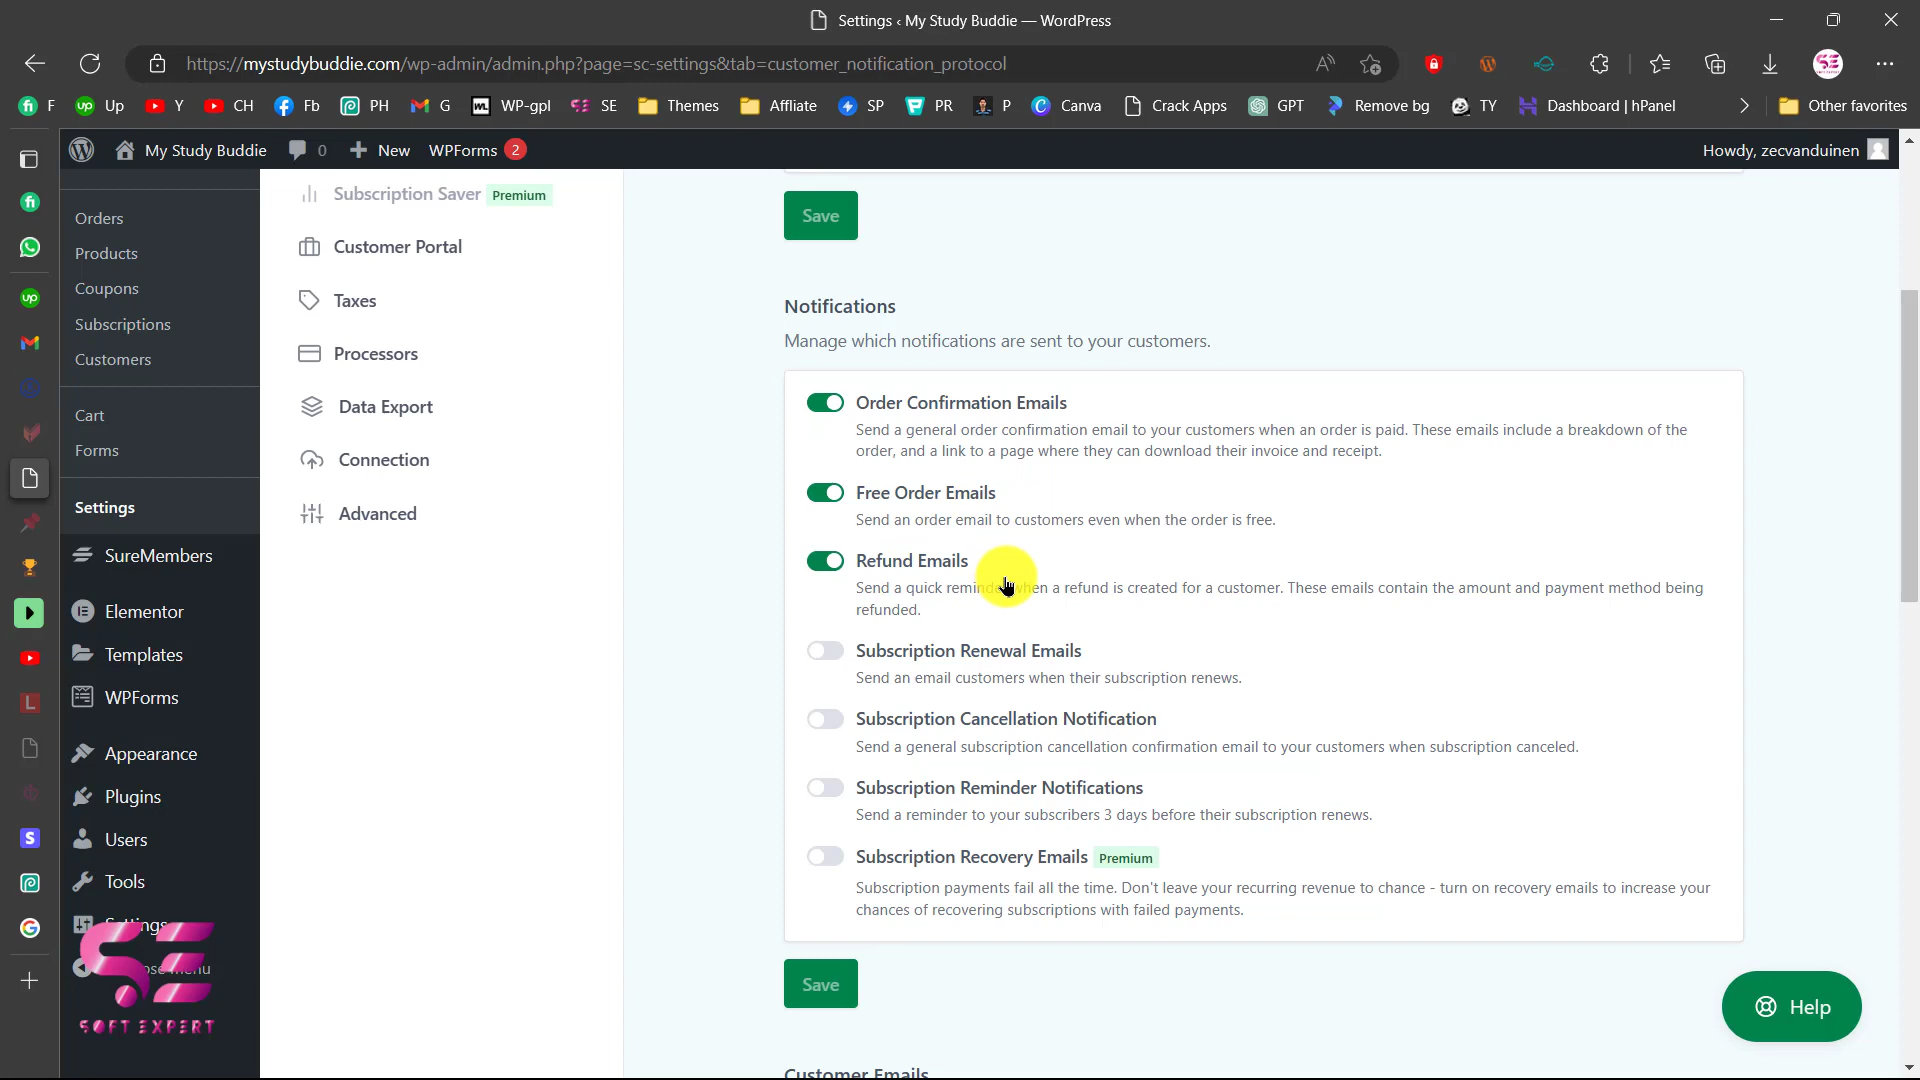 Settings ‹ My Study Buddie — WordPress
https://mystudybuddie.com/wp-admin/admin.php?page=sc-settings&tab=customer_notification_protocol
F Up Y CH Fb PH G WP-gpl SE Themes Affliate SP PR P Canva Crack Apps GPT Remove bg TY Dashboard | hPanel Other favorites
My Study Buddie 0 New WPForms 2 Howdy, zecvanduinen
Orders
Products
Coupons
Subscriptions
Customers
Cart
Forms
Settings
SureMembers
Elementor
Templates
WPForms
Appearance
Plugins
Users
Tools
Settings
SOFT EXPERT
Subscription Saver Premium
Customer Portal
Taxes
Processors
Data Export
Connection
Advanced
Save
Notifications
Manage which notifications are sent to your customers.
Order Confirmation Emails
Send a general order confirmation email to your customers when an order is paid. These emails include a breakdown of the
order, and a link to a page where they can download their invoice and receipt.
Free Order Emails
Send an order email to customers even when the order is free.
Refund Emails
Send a quick reminder when a refund is created for a customer. These emails contain the amount and payment method being
refunded.
Subscription Renewal Emails
Send an email customers when their subscription renews.
Subscription Cancellation Notification
Send a general subscription cancellation confirmation email to your customers when subscription canceled.
Subscription Reminder Notifications
Send a reminder to your subscribers 3 days before their subscription renews.
Subscription Recovery Emails Premium
Subscription payments fail all the time. Don't leave your recurring revenue to chance - turn on recovery emails to increase your
chances of recovering subscriptions with failed payments.
Save
Help
Customer Emails